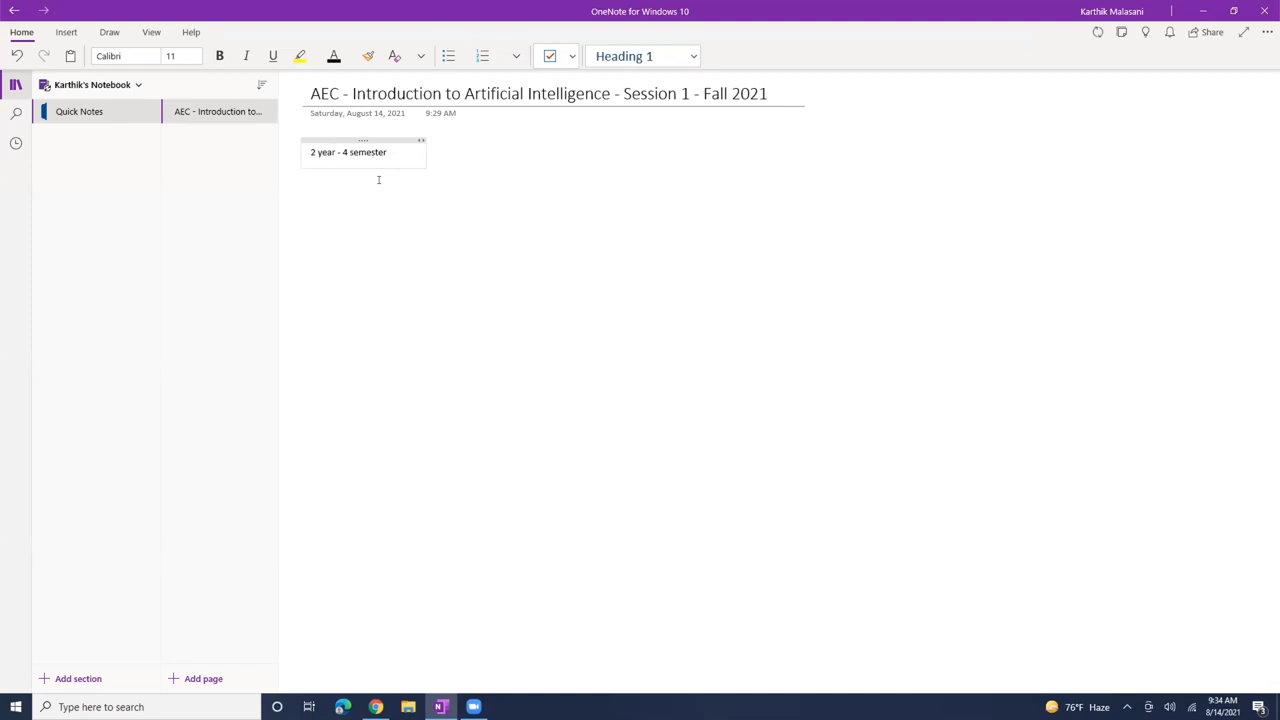 OneNote for Windows 10
Karthik Malasani
Home
Insert
Draw
View
Help
Share
Calibri
11
B
I
U
A
A
Heading 1
Karthik's Notebook
Quick Notes
AEC - Introduction to...
AEC - Introduction to Artificial Intelligence - Session 1 - Fall 2021
Saturday, August 14, 2021
9:29 AM
2 year - 4 semester
Add section
Add page
Type here to search
76°F Haze
9:34 AM
8/14/2021
3